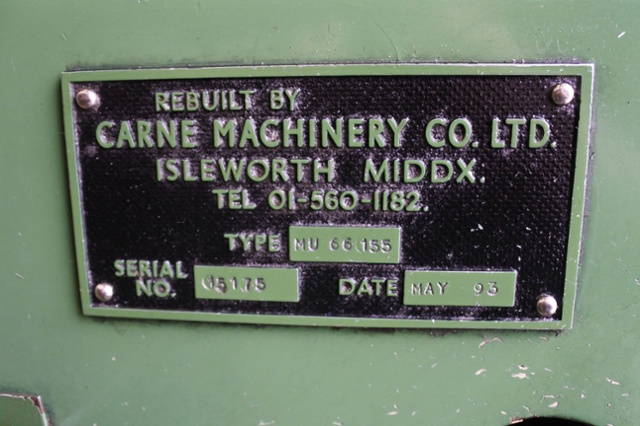 REBUILT BY
CARNE MACHINERY CO. LTD.
ISLEWORTH MIDDX.
TEL 01-560-1182.
TYPE MU 66.155
SERIAL NO. 65175
DATE MAY 93